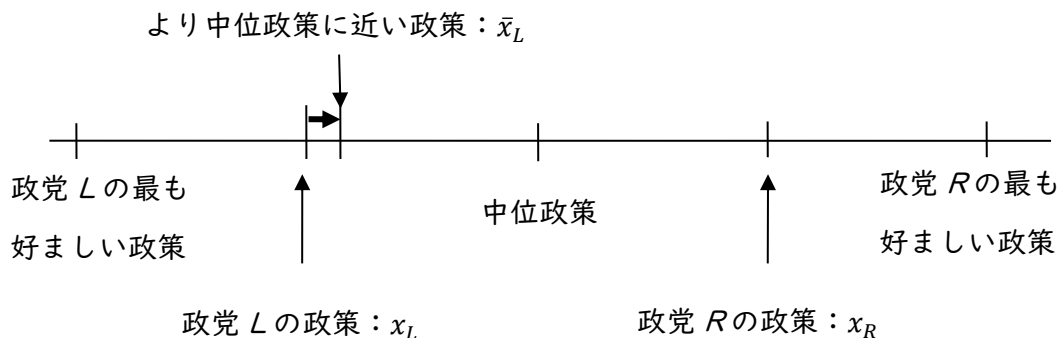 より中位政策に近い政策：x̄_L
政党 L の最も
好ましい政策
中位政策
政党 R の最も
好ましい政策
政党 L の政策：x_L
政党 R の政策：x_R